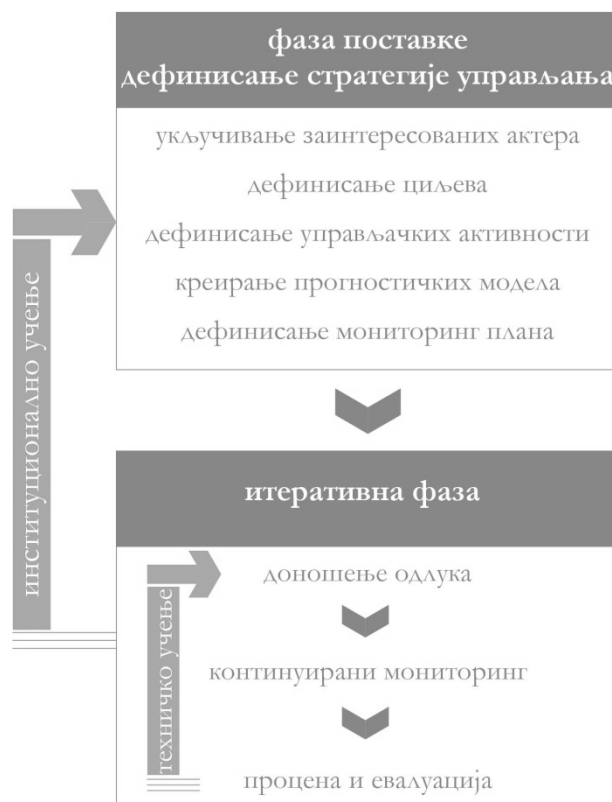 фаза поставке
дефинисање стратегије управљања
укључивање заинтересованих актера
дефинисање циљева
дефинисање управљачких активности
креирање прогностичких модела
дефинисање мониторинг плана
институционално учење
итеративна фаза
доношење одлука
континуирани мониторинг
процена и евалуација
техничко учење